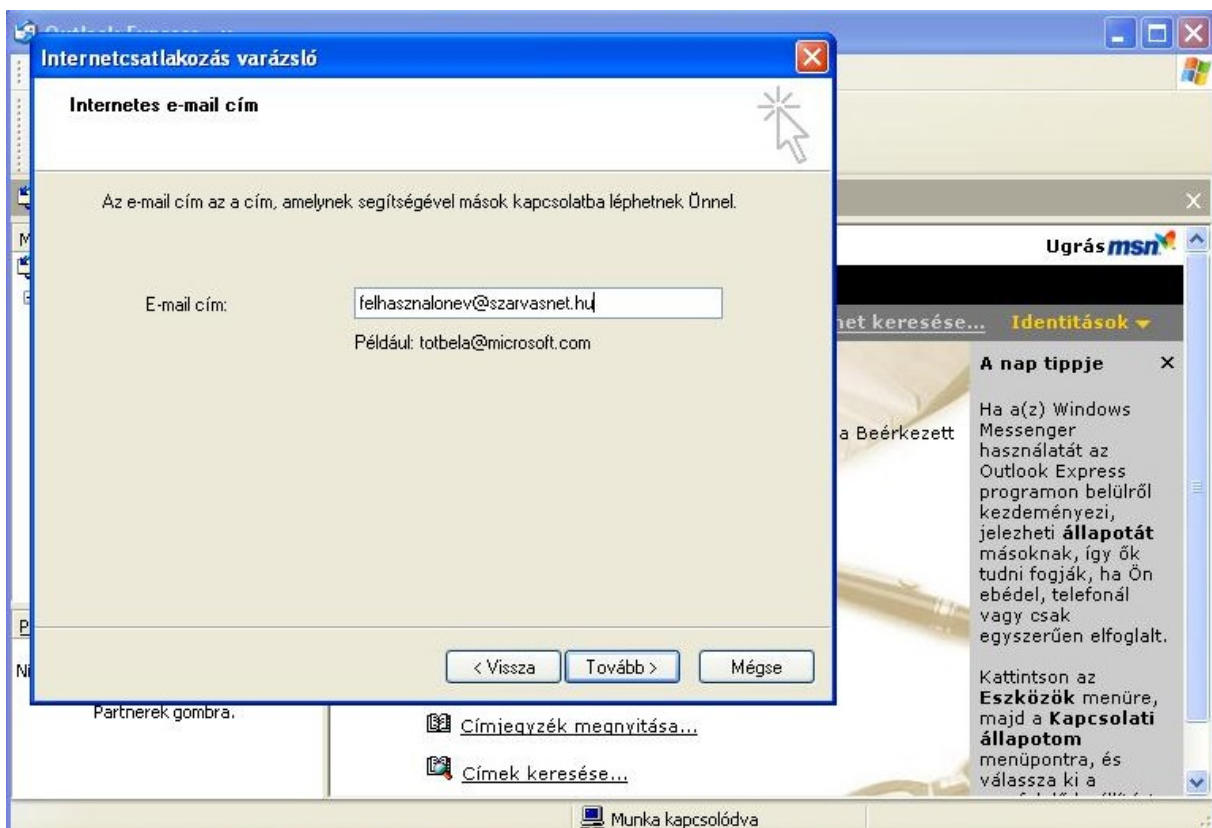 Outlook Express
Internetcsatlakozás varázsló
Internetes e-mail cím
Az e-mail cím az a cím, amelynek segítségével mások kapcsolatba léphetnek Önnel.
E-mail cím:
felhasznalonev@szarvasnet.hu
Például: totbela@microsoft.com
< Vissza
Tovább >
Mégse
Ugrás msn
keresése...
Identitások
a Beérkezett
A nap tippje
Ha a(z) Windows
Messenger
használatát az
Outlook Express
programon belülről
kezdeményezi,
jelezheti állapotát
másoknak, így ők
tudni fogják, ha Ön
ebédel, telefonál
vagy csak
egyszerűen elfoglalt.
Kattintson az
Eszközök menüre,
majd a Kapcsolati
állapotom
menüpontra, és
válassza ki a
Partnerek gombra.
Címjegyzék megnyitása...
Címek keresése...
Munka kapcsolódva